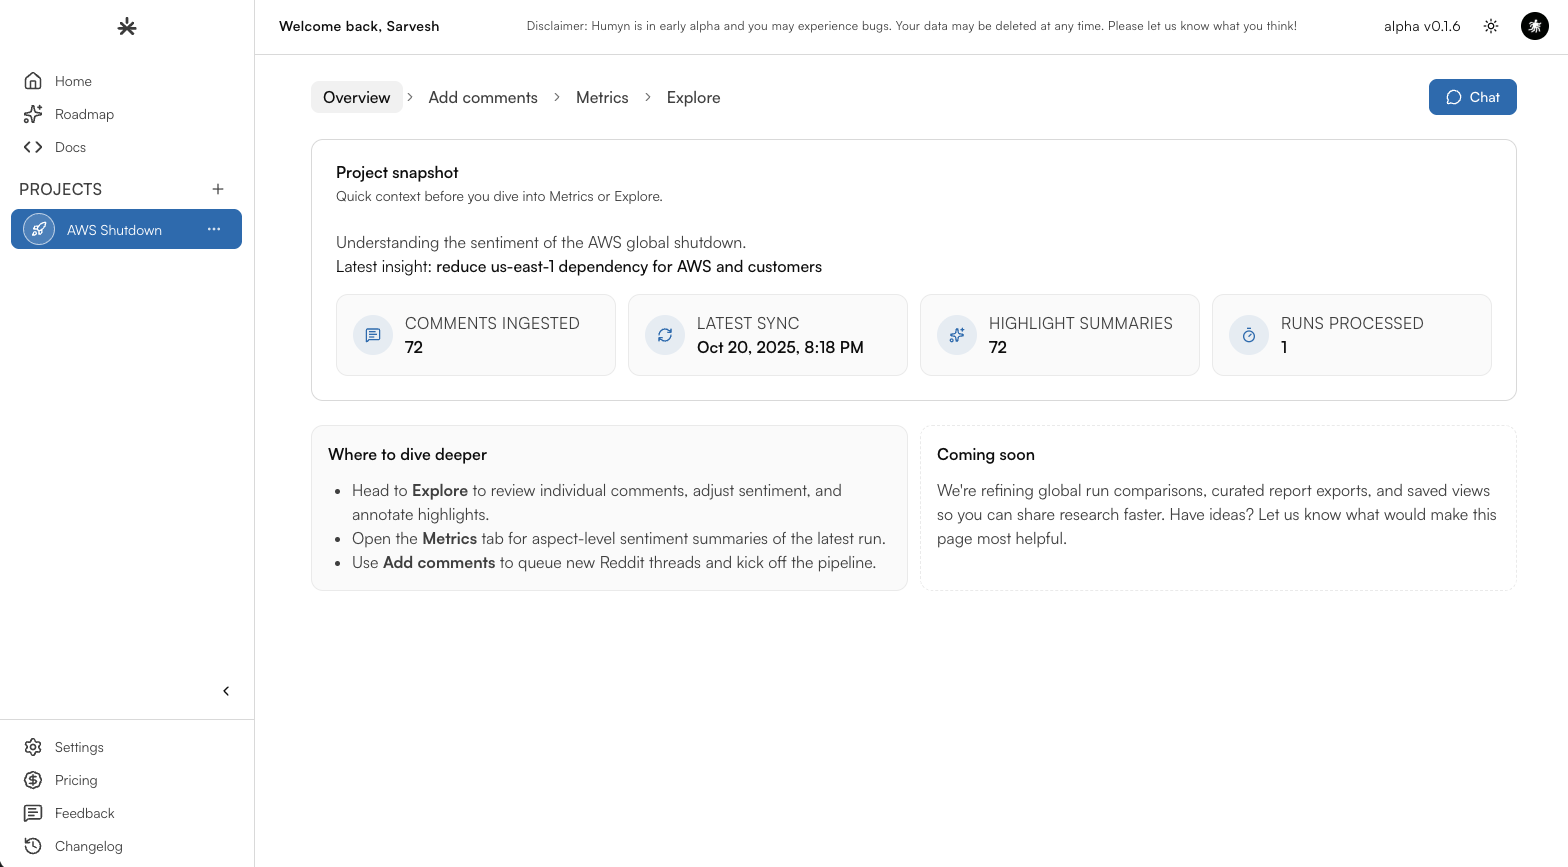 Welcome back, Sarvesh
Disclaimer: Humyn is in early alpha and you may experience bugs. Your data may be deleted at any time. Please let us know what you think!
alpha v0.1.6
Home
Roadmap
Docs
PROJECTS
AWS Shutdown
Overview
Add comments
Metrics
Explore
Chat
Project snapshot
Quick context before you dive into Metrics or Explore.
Understanding the sentiment of the AWS global shutdown.
Latest insight: reduce us-east-1 dependency for AWS and customers
COMMENTS INGESTED
72
LATEST SYNC
Oct 20, 2025, 8:18 PM
HIGHLIGHT SUMMARIES
72
RUNS PROCESSED
1
Where to dive deeper
Head to Explore to review individual comments, adjust sentiment, and
annotate highlights.
Open the Metrics tab for aspect-level sentiment summaries of the latest run.
Use Add comments to queue new Reddit threads and kick off the pipeline.
Coming soon
We're refining global run comparisons, curated report exports, and saved views
so you can share research faster. Have ideas? Let us know what would make this
page most helpful.
Settings
Pricing
Feedback
Changelog